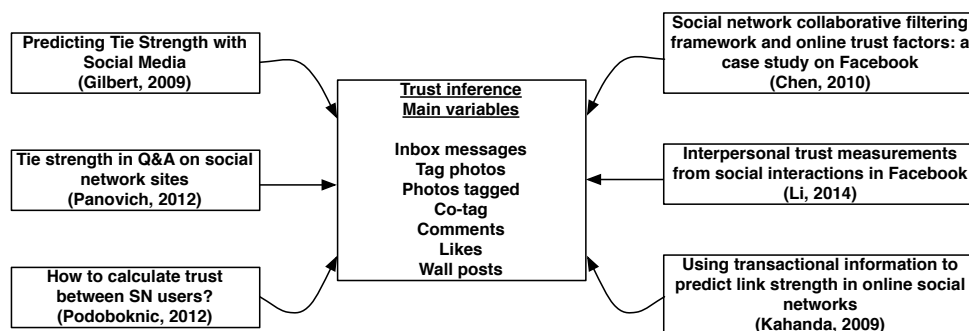 Predicting Tie Strength with
Social Media
(Gilbert, 2009)
Tie strength in Q&A on social
network sites
(Panovich, 2012)
How to calculate trust
between SN users?
(Podoboknic, 2012)
Trust inference
Main variables
Inbox messages
Tag photos
Photos tagged
Co-tag
Comments
Likes
Wall posts
Social network collaborative filtering
framework and online trust factors: a
case study on Facebook
(Chen, 2010)
Interpersonal trust measurements
from social interactions in Facebook
(Li, 2014)
Using transactional information to
predict link strength in online social
networks
(Kahanda, 2009)